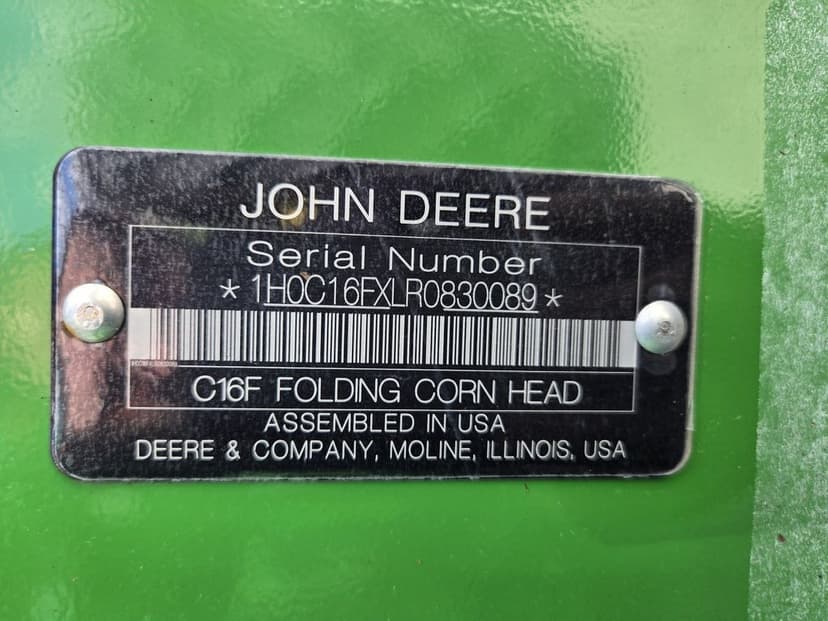 JOHN DEERE
Serial Number
* 1H0C16FXLR0830089 *
C16F FOLDING CORN HEAD
ASSEMBLED IN USA
DEERE & COMPANY, MOLINE, ILLINOIS, USA